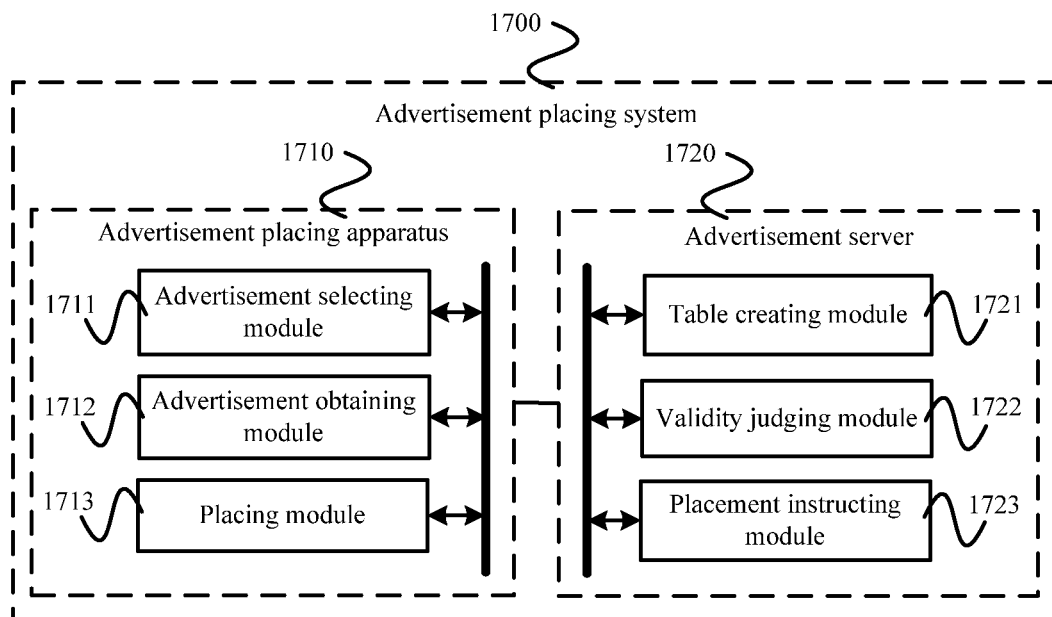 1700
Advertisement placing system
1710
1720
Advertisement placing apparatus
Advertisement server
1711
Advertisement selecting
module
Table creating module
1721
1712
Advertisement obtaining
module
Validity judging module
1722
1713
Placing module
Placement instructing
module
1723